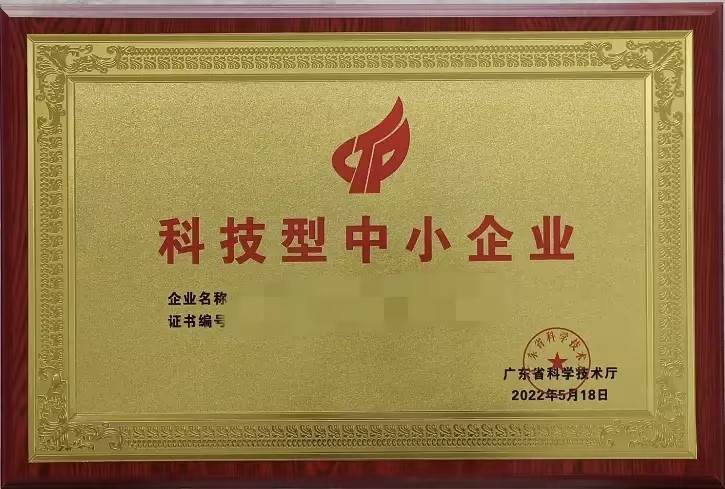 科技型中小企业
企业名称
证书编号
广东省科学技术厅
2022年5月18日